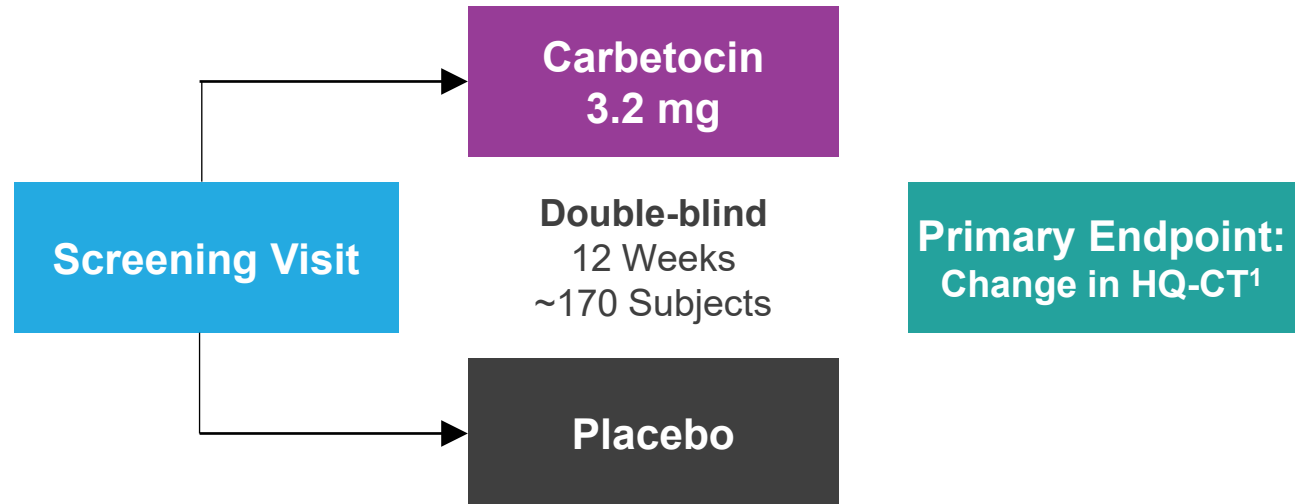 Carbetocin
3.2 mg
Screening Visit
Double-blind
12 Weeks
~170 Subjects
Primary Endpoint:
Change in HQ-CT¹
Placebo